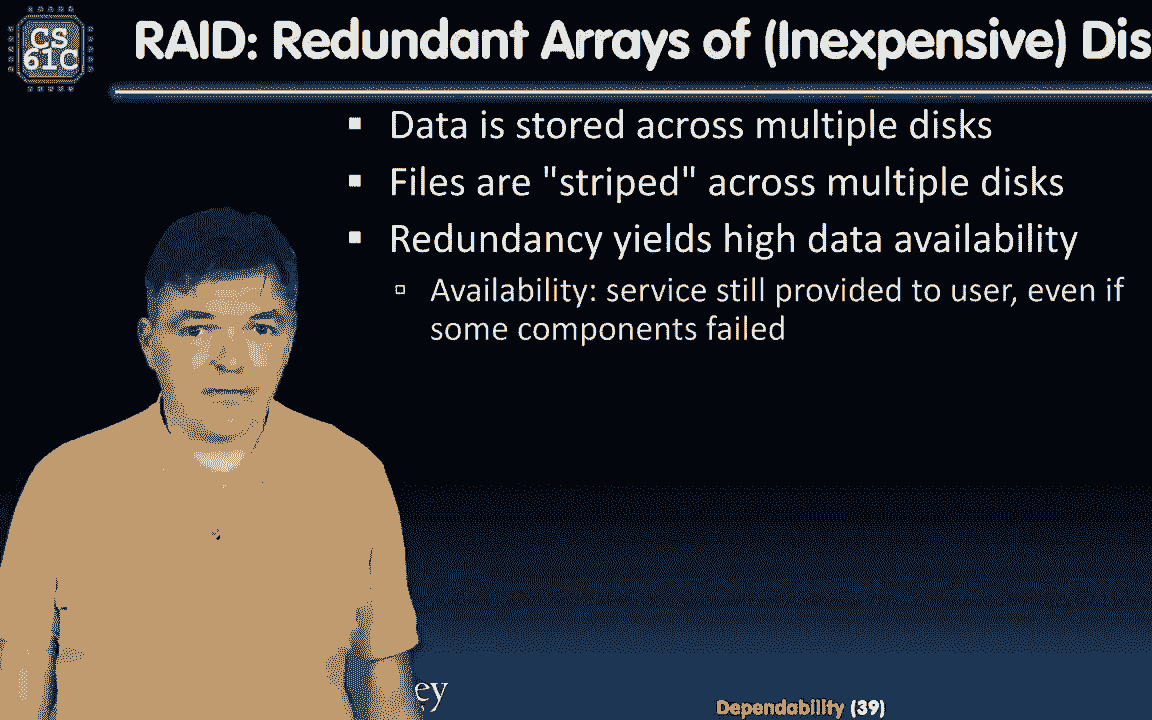 CS
61C
RAID: Redundant Arrays of (Inexpensive) Dis
Data is stored across multiple disks
Files are "striped" across multiple disks
Redundancy yields high data availability
Availability: service still provided to user, even if
some components failed
ey
Dependability (39)